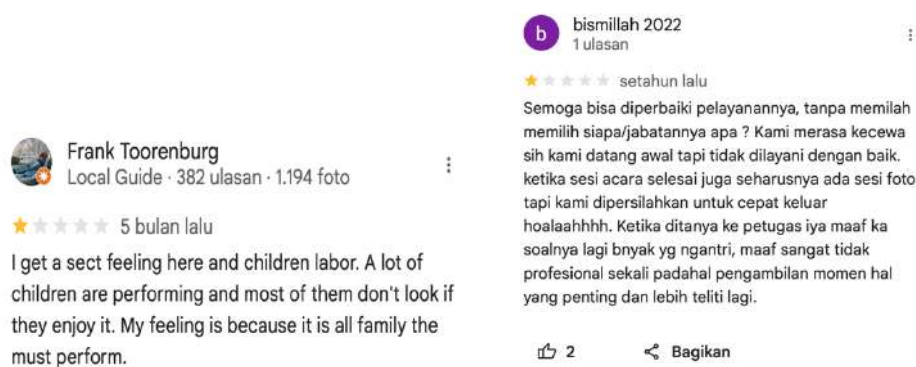 Frank Toorenburg
Local Guide · 382 ulasan · 1.194 foto
5 bulan lalu
I get a sect feeling here and children labor. A lot of
children are performing and most of them don't look if
they enjoy it. My feeling is because it is all family the
must perform.
b
bismillah 2022
1 ulasan
setahun lalu
Semoga bisa diperbaiki pelayanannya, tanpa memilah
memilih siapa/jabatannya apa ? Kami merasa kecewa
sih kami datang awal tapi tidak dilayani dengan baik.
ketika sesi acara selesai juga seharusnya ada sesi foto
tapi kami dipersilahkan untuk cepat keluar
hoalaahhhh. Ketika ditanya ke petugas iya maaf ka
soalnya lagi bnyak yg ngantri, maaf sangat tidak
profesional sekali padahal pengambilan momen hal
yang penting dan lebih teliti lagi.
2
Bagikan